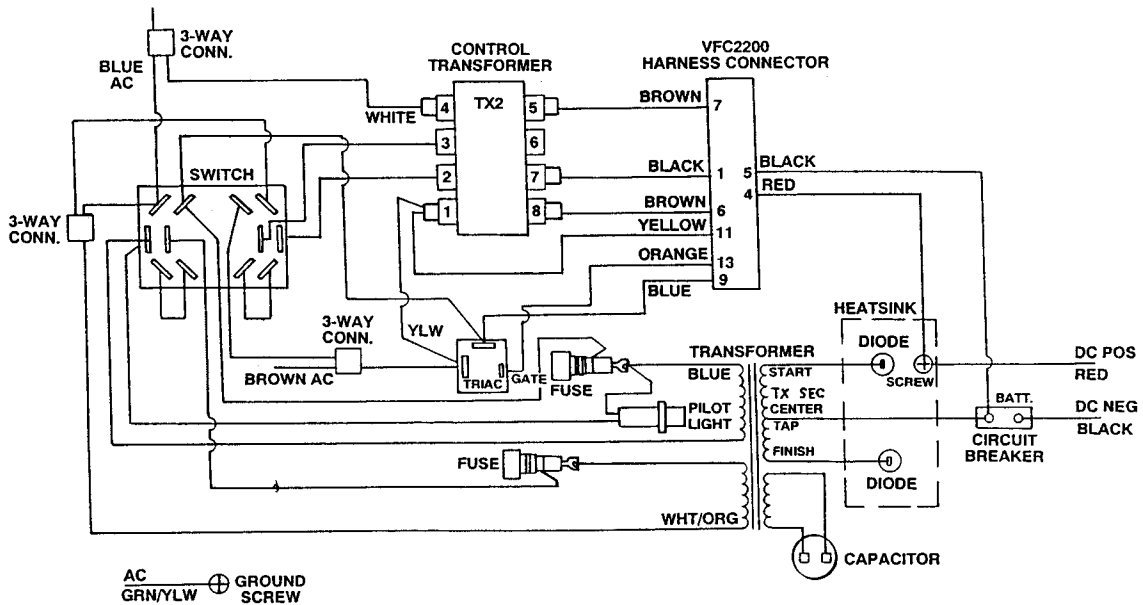 3-WAY
CONN.
BLUE
AC
CONTROL
TRANSFORMER
VFC2200
HARNESS CONNECTOR
WHITE
4
TX2
5
BROWN
7
3
6
SWITCH
2
7
BLACK
1
5
BLACK
4
RED
3-WAY
CONN.
1
8
BROWN
6
YELLOW
11
ORANGE
13
BLUE
9
3-WAY
CONN.
YLW
BROWN AC
TRIAC
GATE
FUSE
HEATSINK
DIODE
TRANSFORMER
BLUE
START
SCREW
DC POS
RED
TX SEC
CENTER
TAP
BATT.
DC NEG
BLACK
PILOT
LIGHT
CIRCUIT
BREAKER
FINISH
FUSE
DIODE
WHT/ORG
CAPACITOR
AC
GRN/YLW
GROUND
SCREW